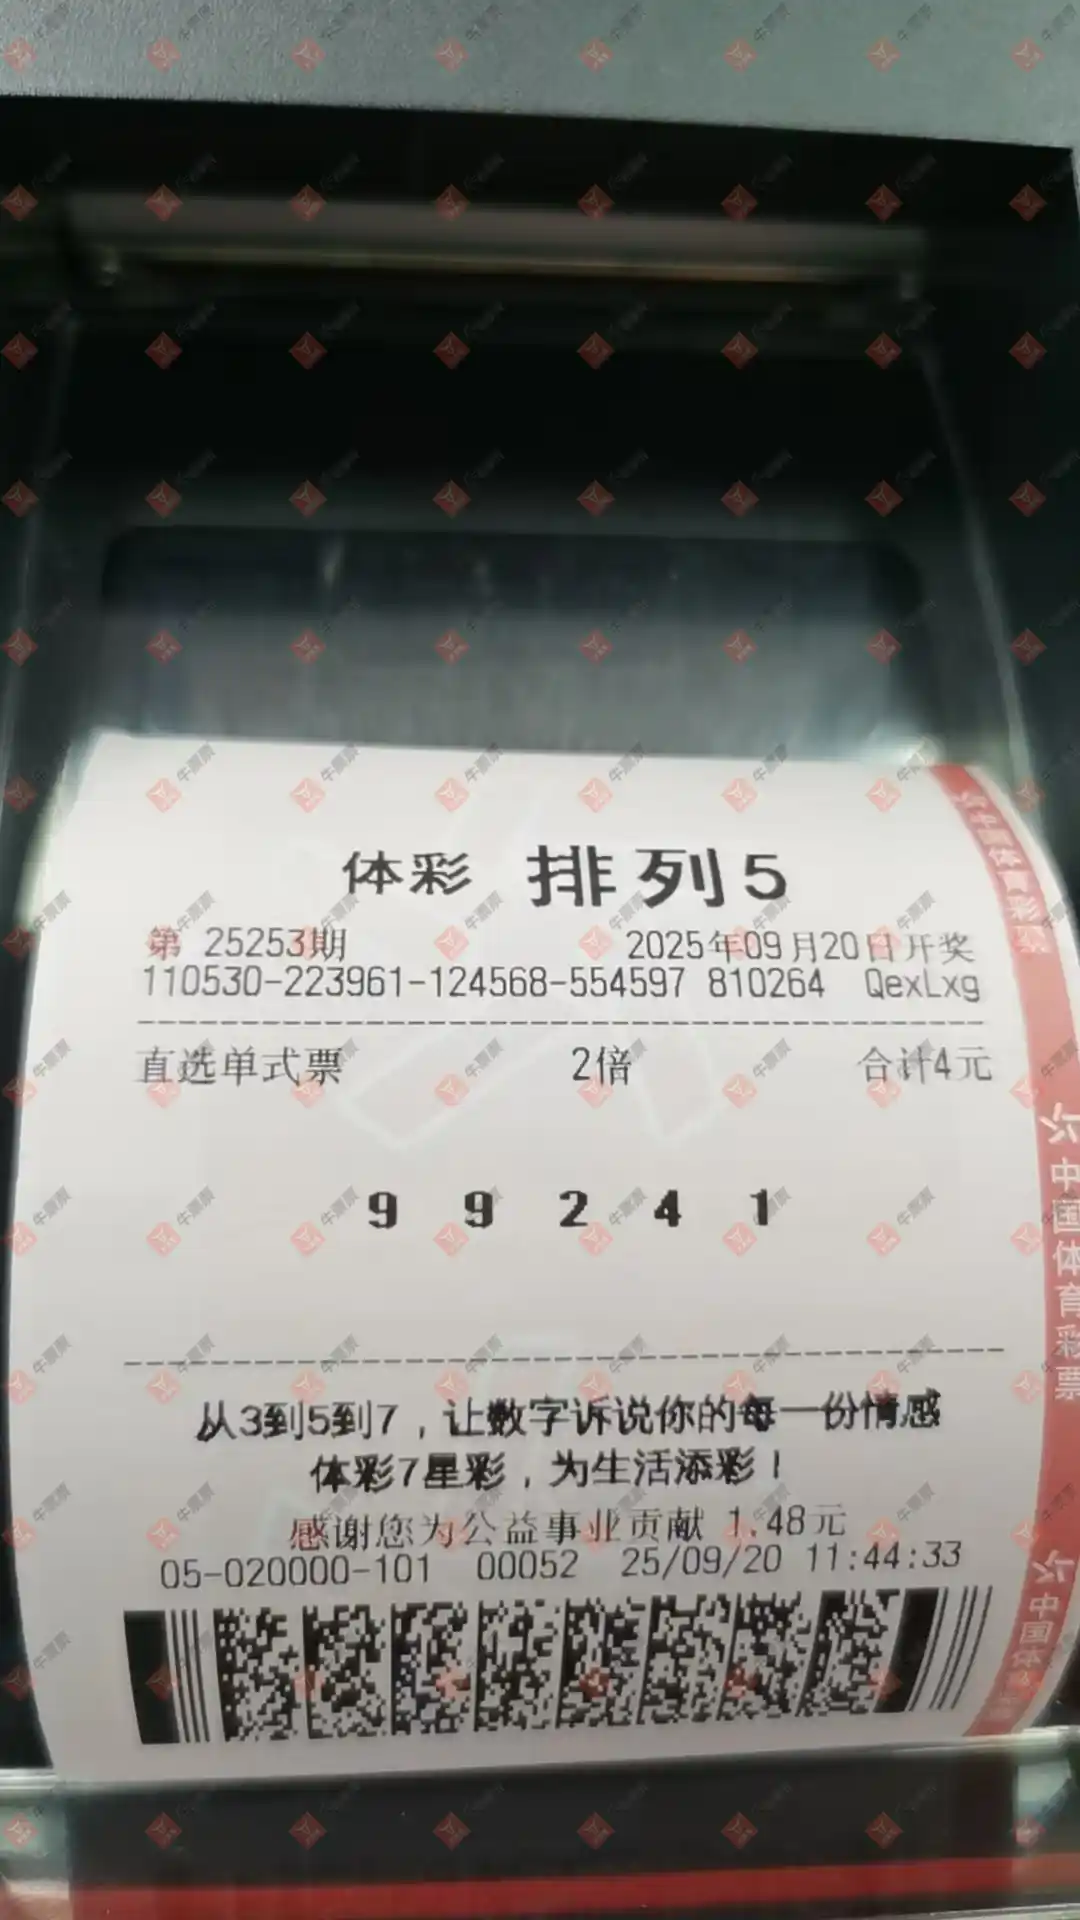 体彩 排列5
第 25253期 2025年09月20日开奖
110530-223961-124568-554597 810264 QexLxg
直选单式票 2倍 合计4元
9 9 2 4 1
从3到5到7，让数字诉说你的每一份情感
体彩7星彩，为生活添彩！
感谢您为公益事业贡献 1.48元
05-020000-101 00052 25/09/20 11:44:33
中国体育彩票
中国体育彩票
中国
牛票票